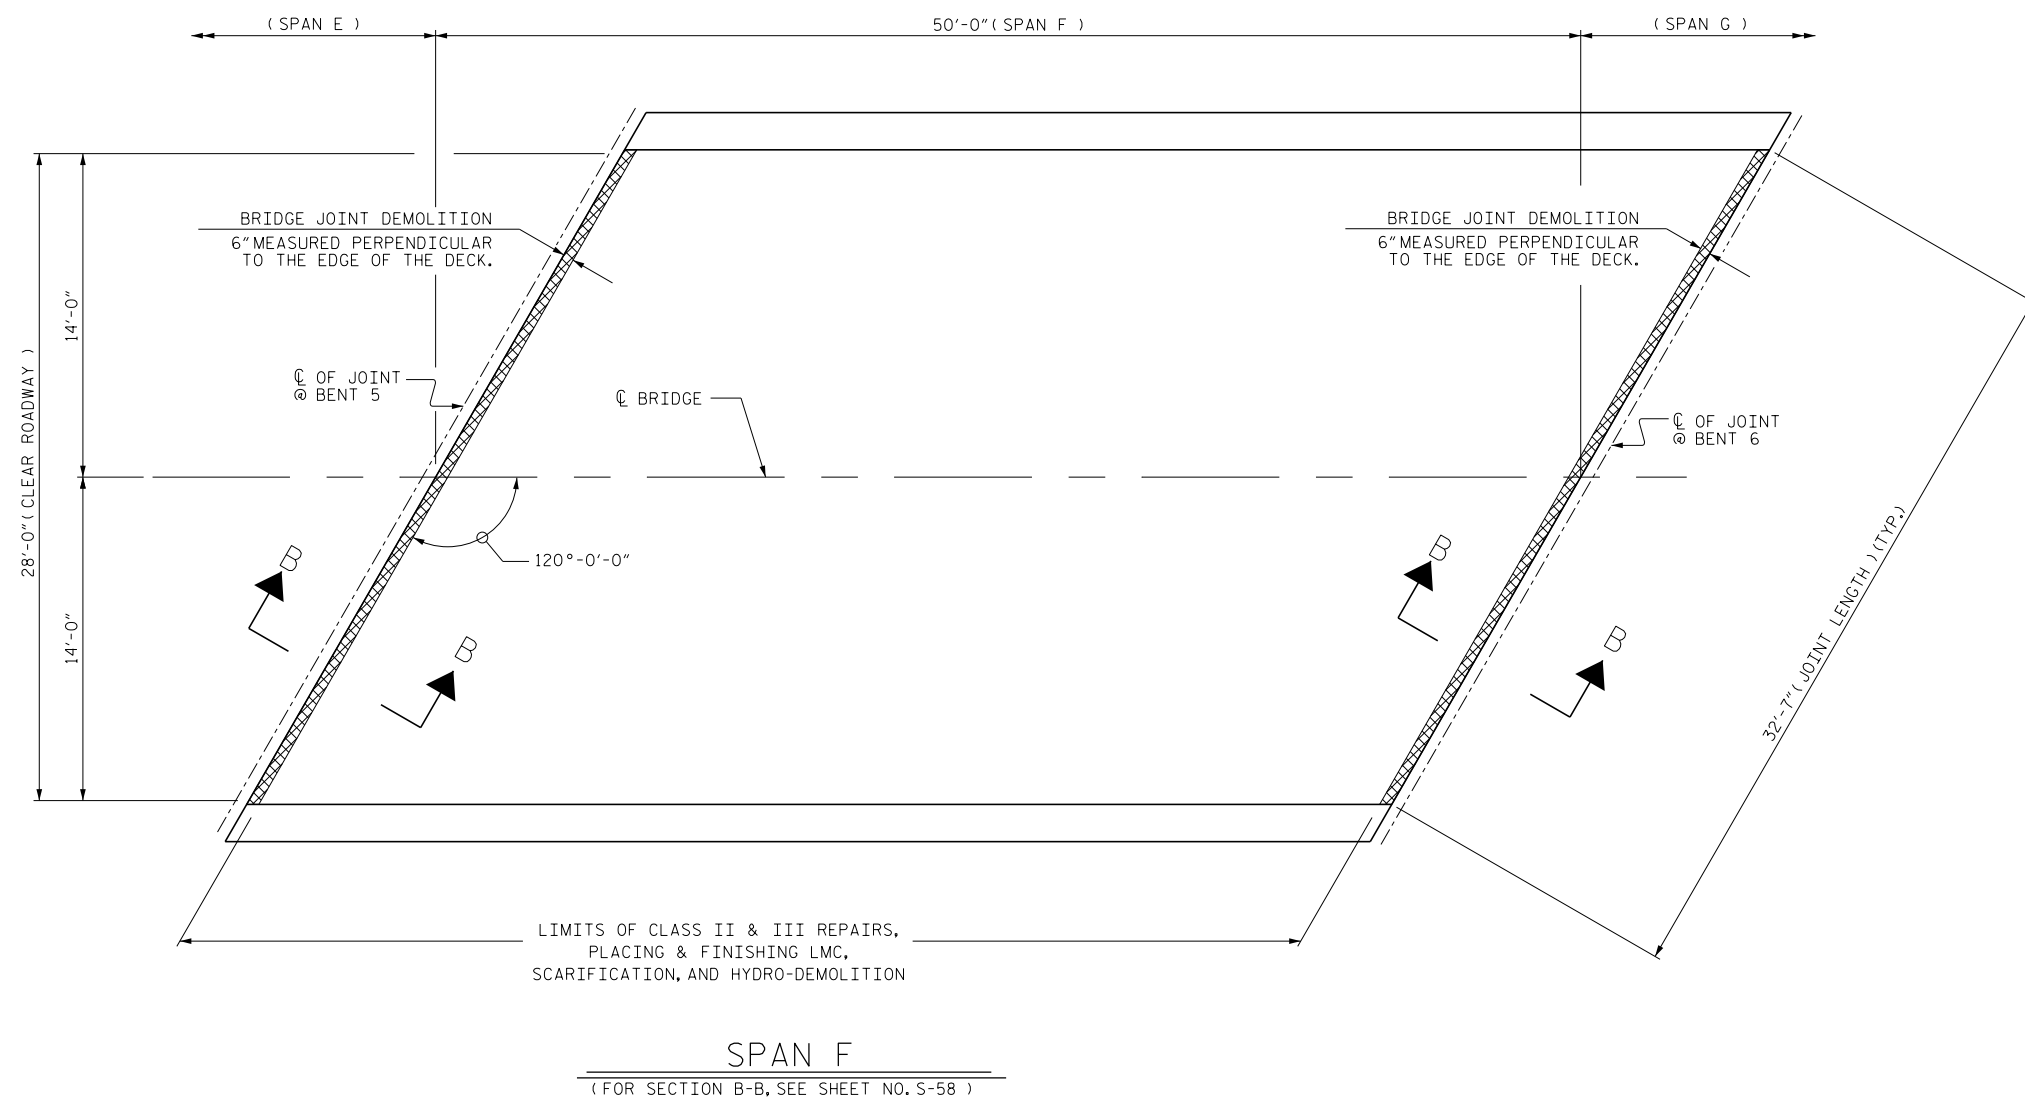 ( SPAN E )
50'-0" ( SPAN F )
( SPAN G )
BRIDGE JOINT DEMOLITION
6" MEASURED PERPENDICULAR
TO THE EDGE OF THE DECK.
BRIDGE JOINT DEMOLITION
6" MEASURED PERPENDICULAR
TO THE EDGE OF THE DECK.
28'-0" ( CLEAR ROADWAY )
14'-0"
14'-0"
℄ OF JOINT
@ BENT 5
℄ BRIDGE
℄ OF JOINT
@ BENT 6
120°-0'-0"
B
B
B
B
32'-7" ( JOINT LENGTH ) (TYP.)
LIMITS OF CLASS II & III REPAIRS,
PLACING & FINISHING LMC,
SCARIFICATION, AND HYDRO-DEMOLITION
SPAN F
( FOR SECTION B-B, SEE SHEET NO. S-58 )